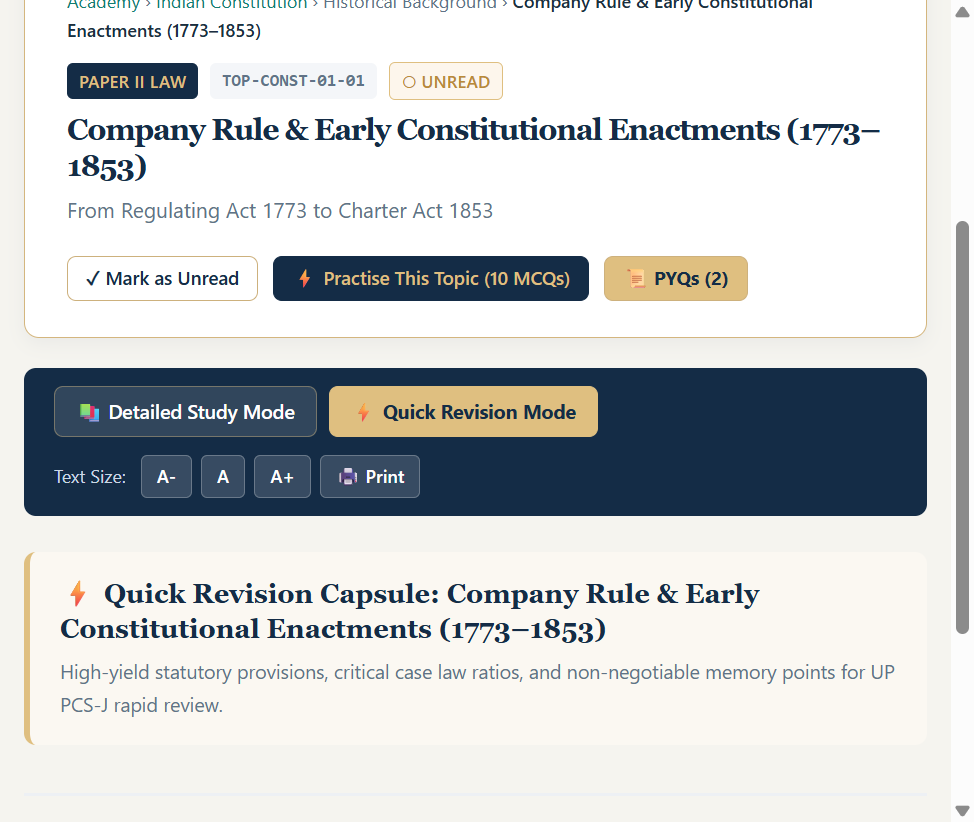 Academy › Indian Constitution › Historical Background › Company Rule & Early Constitutional
Enactments (1773–1853)
PAPER II LAW TOP-CONST-01-01 ○ UNREAD
Company Rule & Early Constitutional Enactments (1773–
1853)
From Regulating Act 1773 to Charter Act 1853
✓ Mark as Unread ⚡ Practise This Topic (10 MCQs) 📜 PYQs (2)
📚 Detailed Study Mode ⚡ Quick Revision Mode
Text Size: A- A A+ 🖨️ Print
⚡ Quick Revision Capsule: Company Rule & Early
Constitutional Enactments (1773–1853)
High-yield statutory provisions, critical case law ratios, and non-negotiable memory points for UP
PCS-J rapid review.